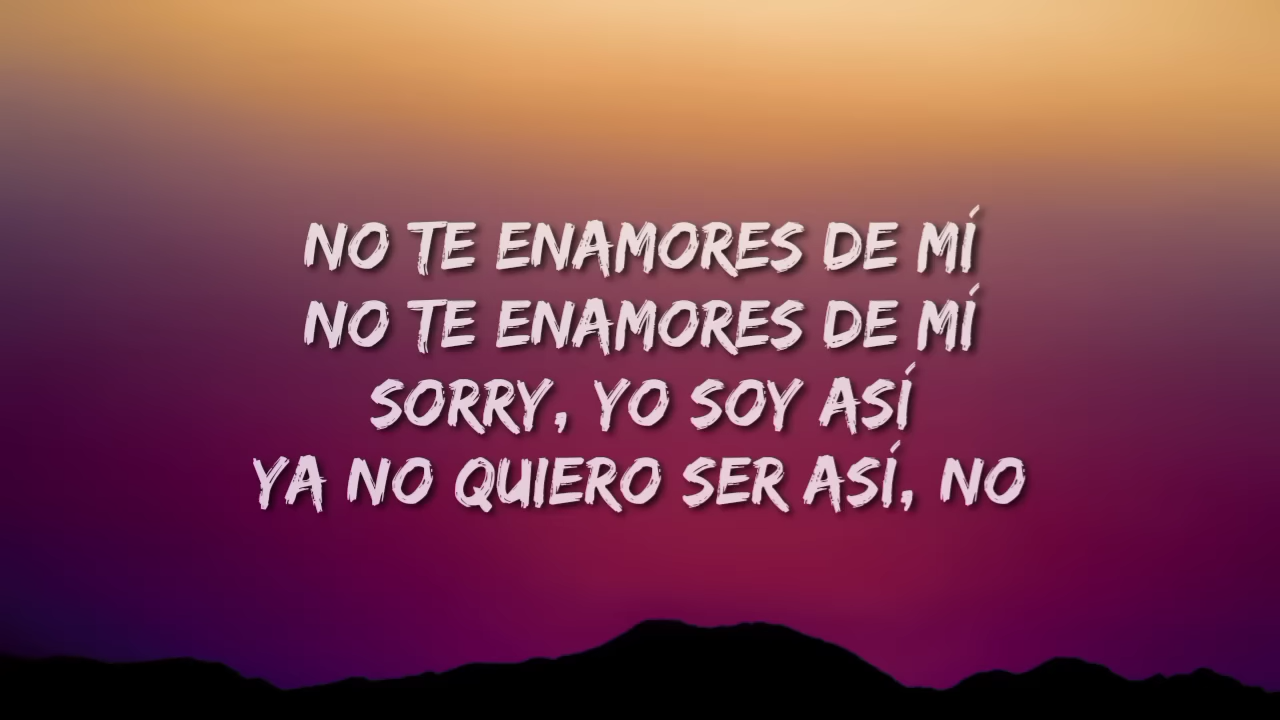 NO TE ENAMORES DE MÍ
NO TE ENAMORES DE MÍ
SORRY, YO SOY ASÍ
YA NO QUIERO SER ASÍ, NO